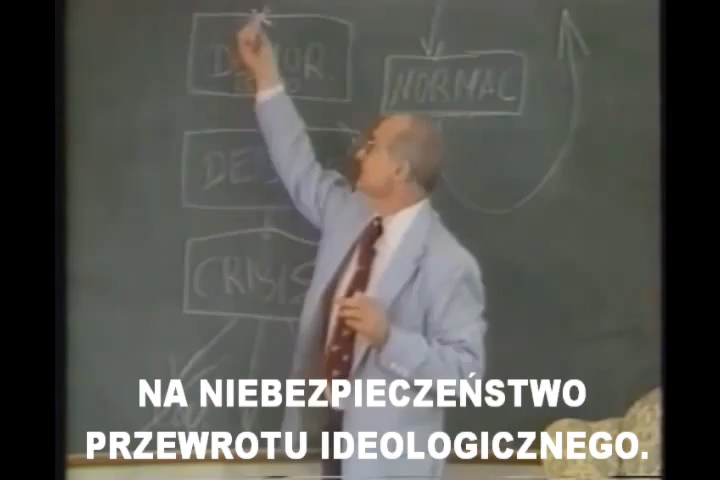 NORMAL
CRISIS
NA NIEBEZPIECZEŃSTWO
PRZEWROTU IDEOLOGICZNEGO.